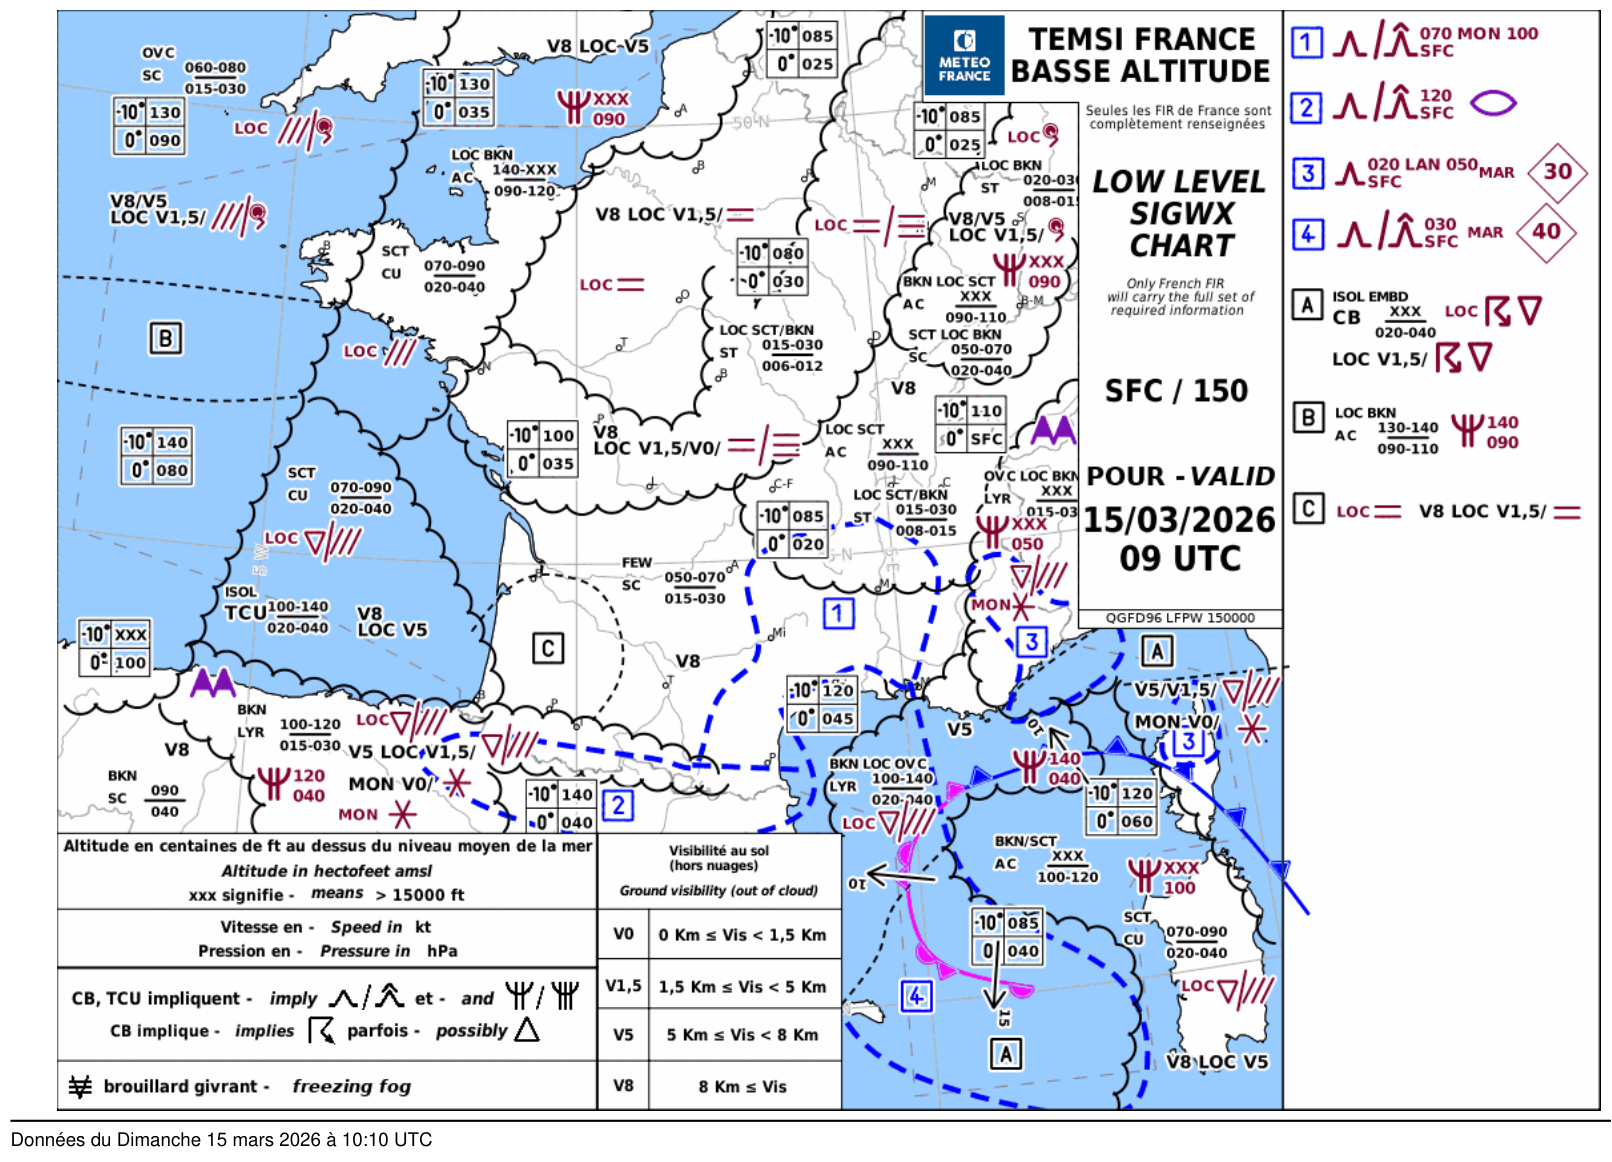 OVC
SC
060-080
015-030
-10° 130
0° 090
LOC
V8/V5
LOC V1,5/
B
-10° 130
0° 035
V8 LOC V5
XXX
090
-10° 085
0° 025
A
50 N
LOC BKN
AC
140-XXX
090-120
B
R
V8 LOC V1,5/
LOC
LOC
B
SCT
CU
070-090
020-040
-10° 080
0° 030
O
T
LOC SCT/BKN
ST
015-030
006-012
B
D
LOC
N
P
-10° 085
0° 025
M
LOC
LOC BKN
ST
020-030
008-015
V8/V5
LOC V1,5/
S
XXX
090
BKN LOC SCT
AC
XXX
090-110
B-M
SCT LOC BKN
SC
050-070
020-040
V8
-10° 110
0° SFC
-10° 140
0° 080
SCT
CU
070-090
020-040
LOC
-10° 100
0° 035
V8
LOC V1,5/V0/
L
C-F
LOC SCT
AC
XXX
090-110
L
C
LOC SCT/BKN
ST
015-030
008-015
OVC LOC BKN
LYR
XXX
015-03
XXX
050
-10° 085
0° 020
5 W
FEW
SC
050-070
015-030
A
B
M
MON
ISOL
TCU
100-140
020-040
V8
LOC V5
C
1
Mi
V8
T
3
-10° XXX
0° 100
B
P
BKN
LYR
100-120
015-030
LOC
V5 LOC V1,5/
MON V0/
MON
V8
BKN
SC
090
040
120
040
-10° 140
0° 040
2
-10° 120
0° 045
P
M
V5
BKN LOC OVC
LYR
100-140
020-040
LOC
10
140
040
-10° 120
0° 060
A
V5/V1,5/
MON V0/
3
BKN/SCT
AC
XXX
100-120
XXX
100
10
-10° 085
0 040
15
4
A
SCT
CU
070-090
020-040
LOC
V8 LOC V5
METEO
FRANCE
TEMSI FRANCE
BASSE ALTITUDE
Seules les FIR de France sont
complètement renseignées
LOW LEVEL
SIGWX
CHART
Only French FIR
will carry the full set of
required information
SFC / 150
POUR - VALID
15/03/2026
09 UTC
QGFD96 LFPW 150000
1
070 MON 100
SFC
2
120
SFC
3
020 LAN 050 MAR
SFC
30
4
030
SFC
MAR
40
A
ISOL EMBD
CB
XXX
020-040
LOC
LOC V1,5/
B
LOC BKN
AC
130-140
090-110
140
090
C
LOC
V8 LOC V1,5/
Altitude en centaines de ft au dessus du niveau moyen de la mer
Altitude in hectofeet amsl
xxx signifie - means > 15000 ft
Vitesse en - Speed in kt
Pression en - Pressure in hPa
CB, TCU impliquent - imply / et - and /
CB implique - implies parfois - possibly
brouillard givrant - freezing fog
Visibilité au sol
(hors nuages)
Ground visibility (out of cloud)
V0 0 Km ≤ Vis < 1,5 Km
V1,5 1,5 Km ≤ Vis < 5 Km
V5 5 Km ≤ Vis < 8 Km
V8 8 Km ≤ Vis
Données du Dimanche 15 mars 2026 à 10:10 UTC